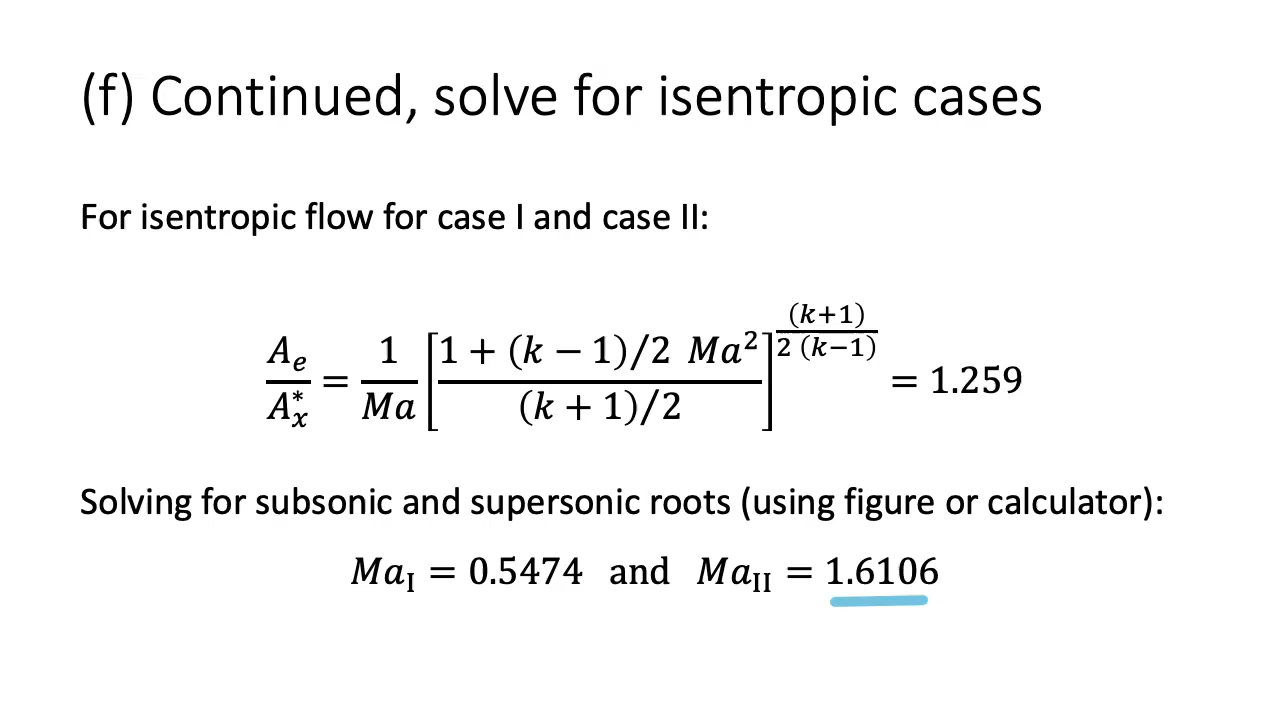 (f) Continued, solve for isentropic cases
For isentropic flow for case I and case II:
A_e/A_x^* = 1/Ma [1 + (k − 1)/2 Ma^2 / (k + 1)/2]^((k+1)/2 (k−1)) = 1.259
Solving for subsonic and supersonic roots (using figure or calculator):
Ma_I = 0.5474 and Ma_II = 1.6106